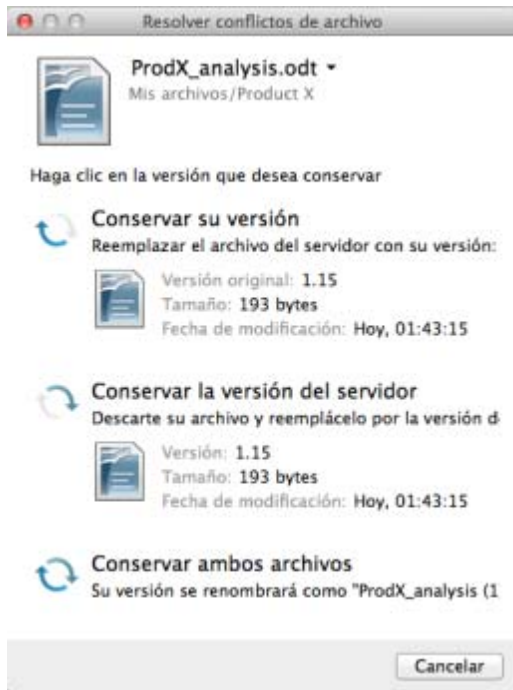 Resolver conflictos de archivo
ProdX_analysis.odt
Mis archivos/Product X
Haga clic en la versión que desea conservar
Conservar su versión
Reemplazar el archivo del servidor con su versión:
Versión original: 1.15
Tamaño: 193 bytes
Fecha de modificación: Hoy, 01:43:15
Conservar la versión del servidor
Descarte su archivo y reemplácelo por la versión d
Versión: 1.15
Tamaño: 193 bytes
Fecha de modificación: Hoy, 01:43:15
Conservar ambos archivos
Su versión se renombrará como "ProdX_analysis (1
Cancelar